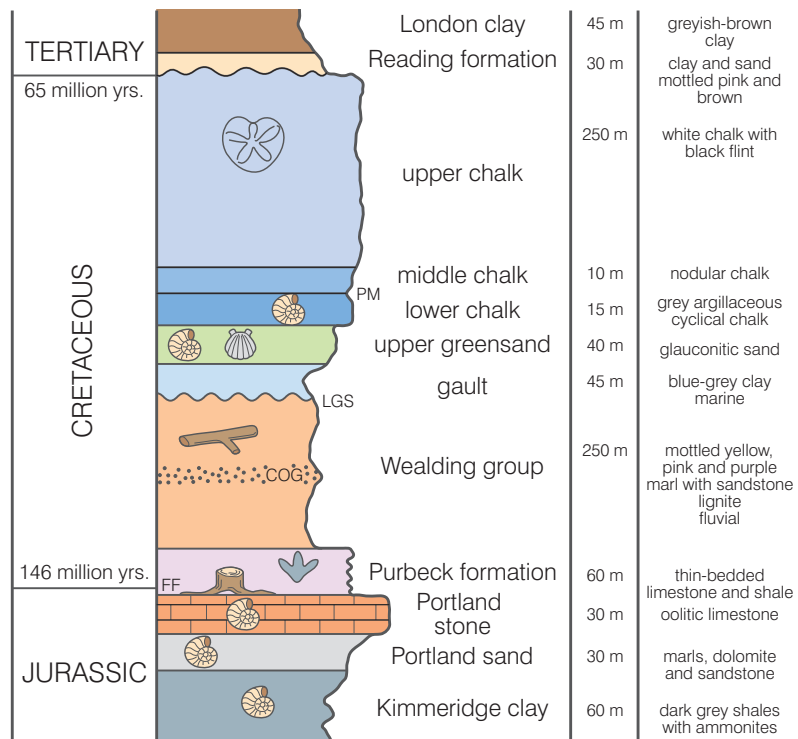 TERTIARY
65 million yrs.
CRETACEOUS
146 million yrs.
JURASSIC
PM
LGS
COG
FF
London clay
45 m
greyish-brown
clay
Reading formation
30 m
clay and sand
mottled pink and
brown
upper chalk
250 m
white chalk with
black flint
middle chalk
10 m
nodular chalk
lower chalk
15 m
grey argillaceous
cyclical chalk
upper greensand
40 m
glauconitic sand
gault
45 m
blue-grey clay
marine
Wealding group
250 m
mottled yellow,
pink and purple
marl with sandstone
lignite
fluvial
Purbeck formation
60 m
thin-bedded
limestone and shale
Portland
stone
30 m
oolitic limestone
Portland sand
30 m
marls, dolomite
and sandstone
Kimmeridge clay
60 m
dark grey shales
with ammonites